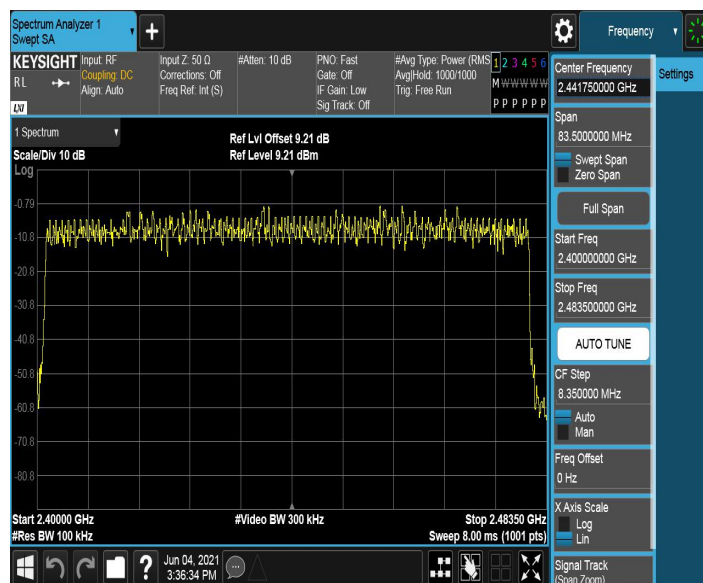 Spectrum Analyzer 1
Swept SA
+
Frequency
KEYSIGHT
RL
LXI
Input: RF
Coupling: DC
Align: Auto
Input Z: 50 Ω
Corrections: Off
Freq Ref: Int (S)
#Atten: 10 dB
PNO: Fast
Gate: Off
IF Gain: Low
Sig Track: Off
#Avg Type: Power (RMS
Avg|Hold: 1000/1000
Trig: Free Run
1 2 3 4 5 6
M W W W W W
P P P P P P
1 Spectrum
Scale/Div 10 dB
Log
Ref Lvl Offset 9.21 dB
Ref Level 9.21 dBm
-0.79
-10.8
-20.8
-30.8
-40.8
-50.8
-60.8
-70.8
-80.8
Start 2.40000 GHz
#Res BW 100 kHz
#Video BW 300 kHz
Stop 2.48350 GHz
Sweep 8.00 ms (1001 pts)
Center Frequency
2.441750000 GHz
Settings
Span
83.5000000 MHz
Swept Span
Zero Span
Full Span
Start Freq
2.400000000 GHz
Stop Freq
2.483500000 GHz
AUTO TUNE
CF Step
8.350000 MHz
Auto
Man
Freq Offset
0 Hz
X Axis Scale
Log
Lin
Signal Track
(Span Zoom)
?
Jun 04, 2021
3:36:34 PM